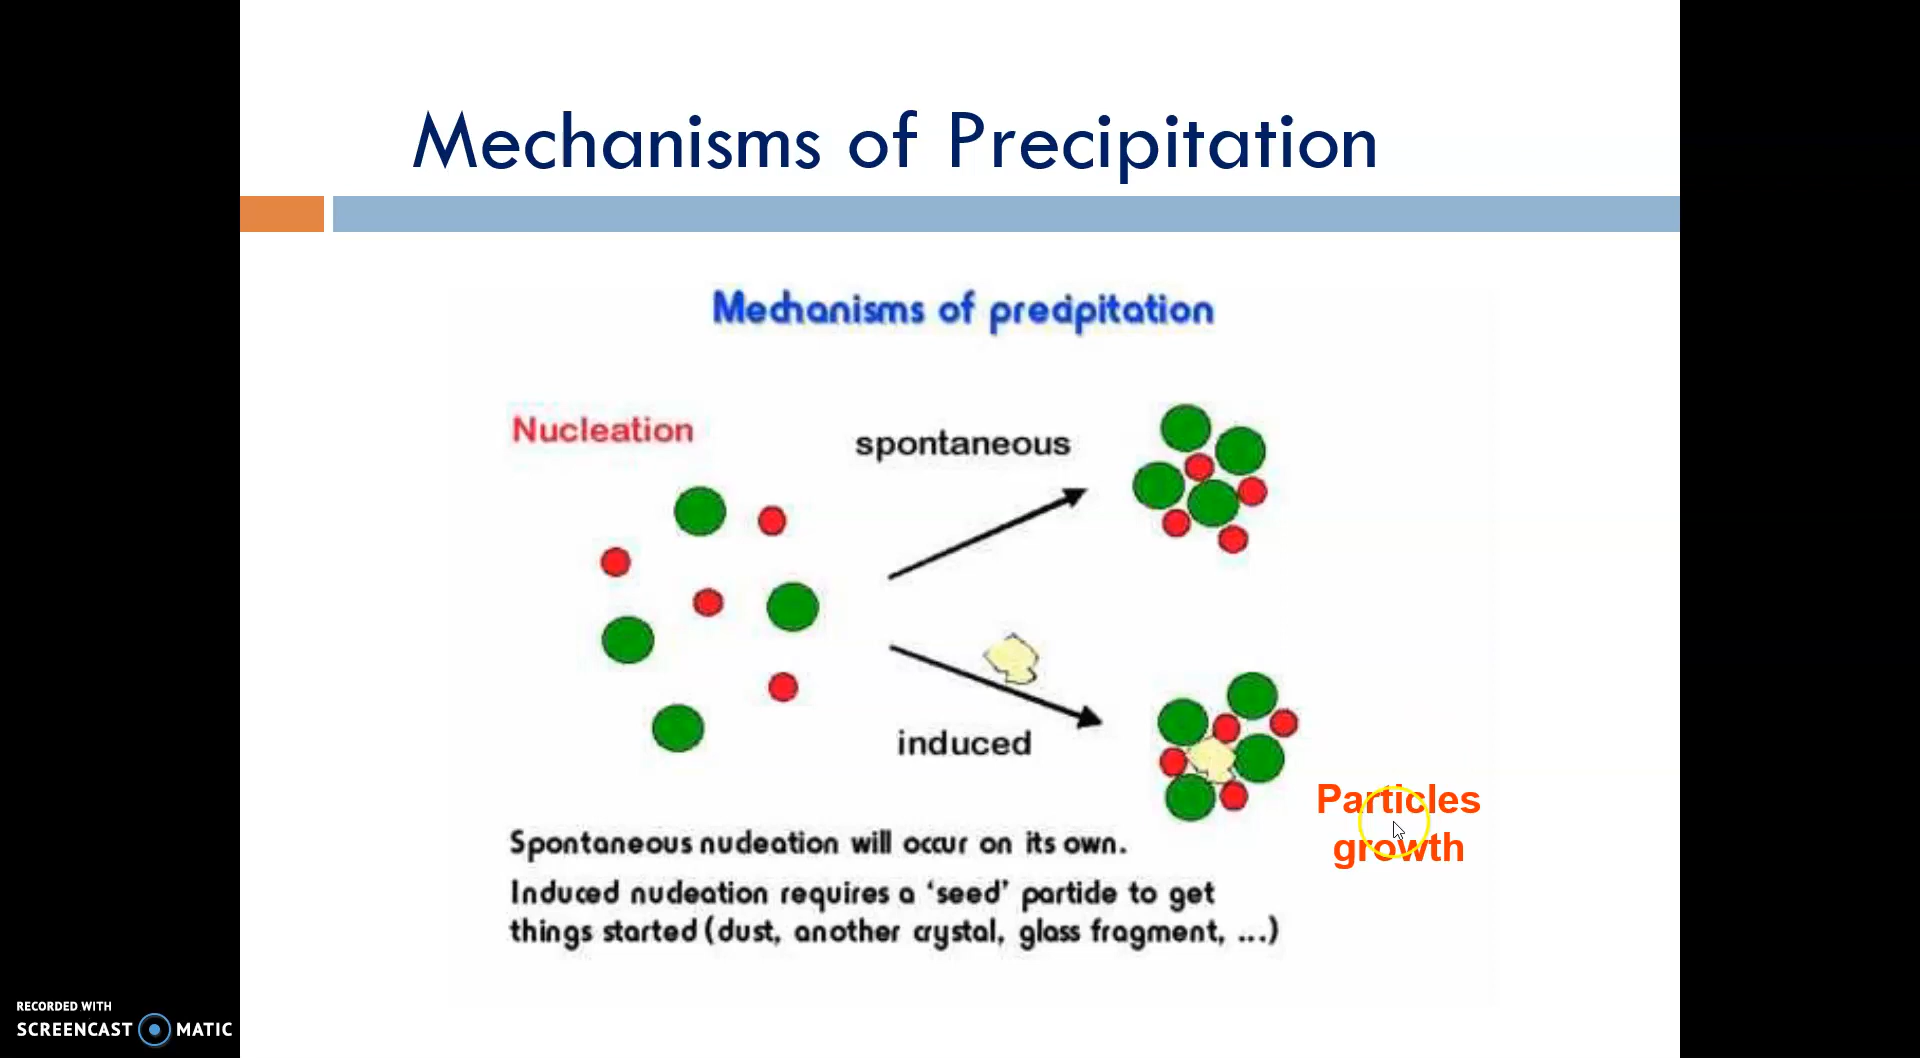 Mechanisms of Precipitation
Mechanisms of precipitation
Nucleation
spontaneous
induced
Particles
growth
Spontaneous nucleation will occur on its own.
Induced nucleation requires a ‘seed’ particle to get
things started (dust, another crystal, glass fragment, ...)
RECORDED WITH
SCREENCAST MATIC